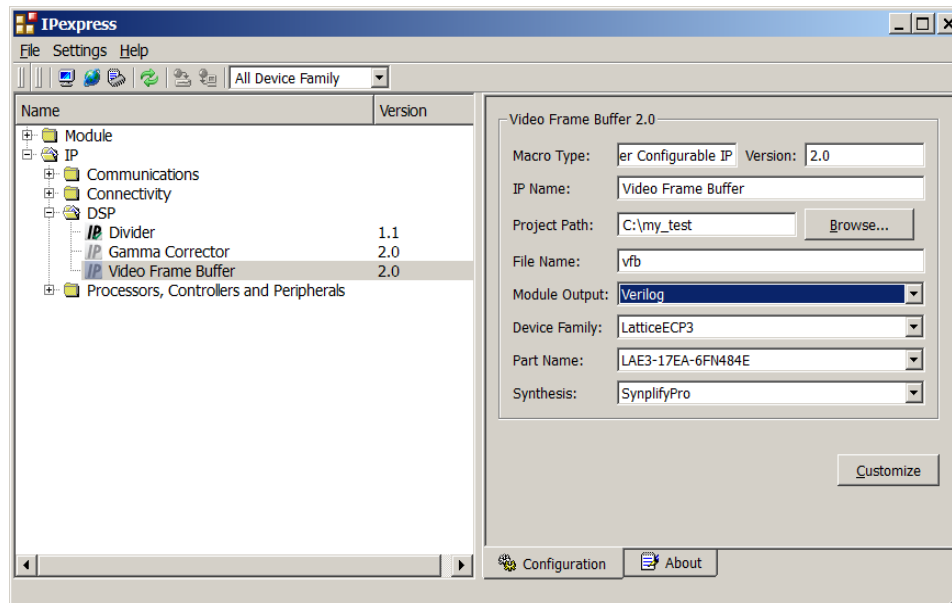 IPexpress
File Settings Help
All Device Family
Name Version
Module
IP
Communications
Connectivity
DSP
Divider 1.1
Gamma Corrector 2.0
Video Frame Buffer 2.0
Processors, Controllers and Peripherals
Video Frame Buffer 2.0
Macro Type: er Configurable IP Version: 2.0
IP Name: Video Frame Buffer
Project Path: C:\my_test Browse...
File Name: vfb
Module Output: Verilog
Device Family: LatticeECP3
Part Name: LAE3-17EA-6FN484E
Synthesis: SynplifyPro
Customize
Configuration About